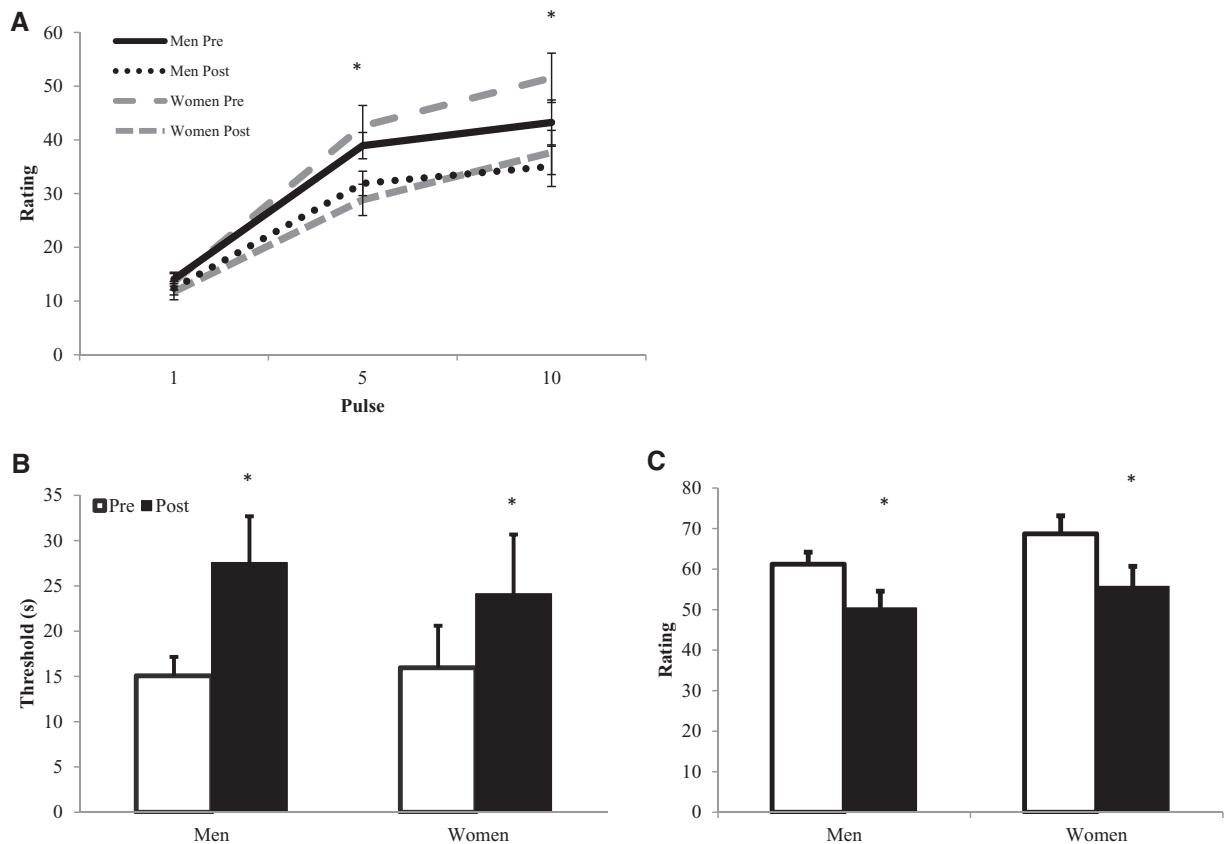 A
*
*
60
50
40
30
20
10
0
Rating
Men Pre
Men Post
Women Pre
Women Post
1 5 10
Pulse
B
*
*
35
30
25
20
15
10
5
0
Threshold (s)
Pre Post
Men Women
C
*
*
80
70
60
50
40
30
20
10
0
Rating
Men Women